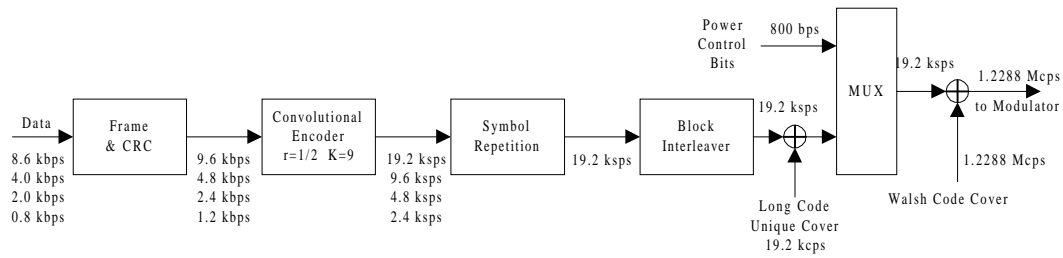 Data
8.6 kbps
4.0 kbps
2.0 kbps
0.8 kbps
Frame
& CRC
9.6 kbps
4.8 kbps
2.4 kbps
1.2 kbps
Convolutional
Encoder
r=1/2 K=9
19.2 ksps
9.6 ksps
4.8 ksps
2.4 ksps
Symbol
Repetition
19.2 ksps
Block
Interleaver
19.2 ksps
Long Code
Unique Cover
19.2 kcps
Power
Control
Bits
800 bps
MUX
19.2 ksps
1.2288 Mcps
to Modulator
1.2288 Mcps
Walsh Code Cover